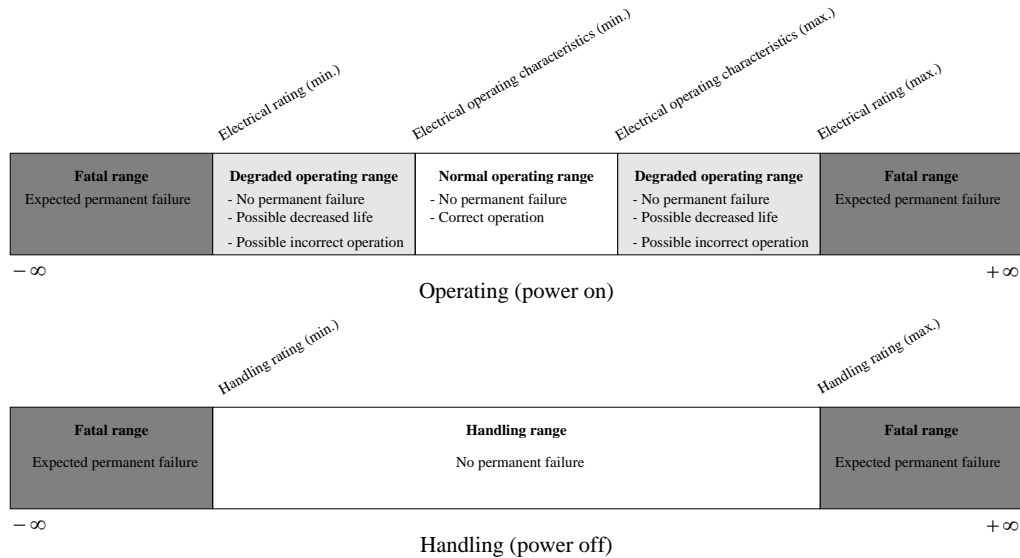 Electrical rating (min.)
Electrical operating characteristics (min.)
Electrical operating characteristics (max.)
Electrical rating (max.)
Fatal range
Expected permanent failure
Degraded operating range
- No permanent failure
- Possible decreased life
- Possible incorrect operation
Normal operating range
- No permanent failure
- Correct operation
Degraded operating range
- No permanent failure
- Possible decreased life
- Possible incorrect operation
Fatal range
Expected permanent failure
− ∞
+ ∞
Operating (power on)
Handling rating (min.)
Handling rating (max.)
Fatal range
Expected permanent failure
Handling range
No permanent failure
Fatal range
Expected permanent failure
− ∞
+ ∞
Handling (power off)